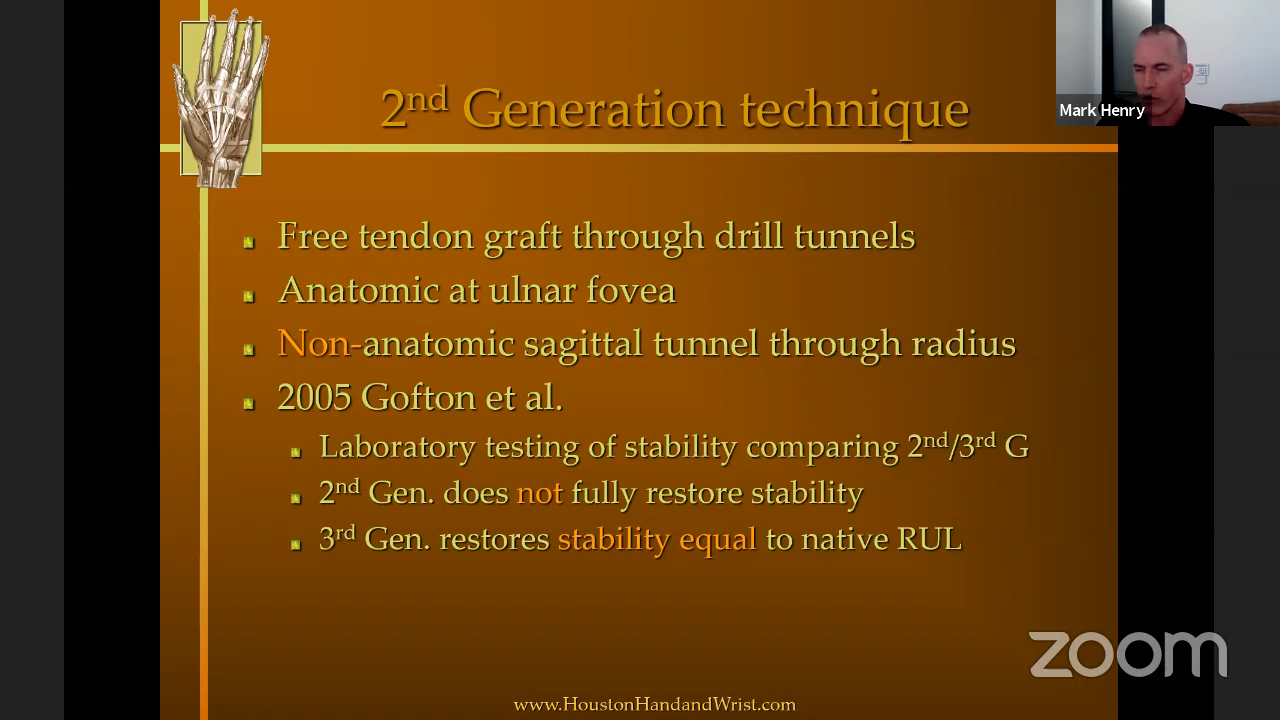 2nd Generation technique
Mark Henry
Free tendon graft through drill tunnels
Anatomic at ulnar fovea
Non-anatomic sagittal tunnel through radius
2005 Gofton et al.
Laboratory testing of stability comparing 2nd/3rd G
2nd Gen. does not fully restore stability
3rd Gen. restores stability equal to native RUL
zoom
www.HoustonHandandWrist.com